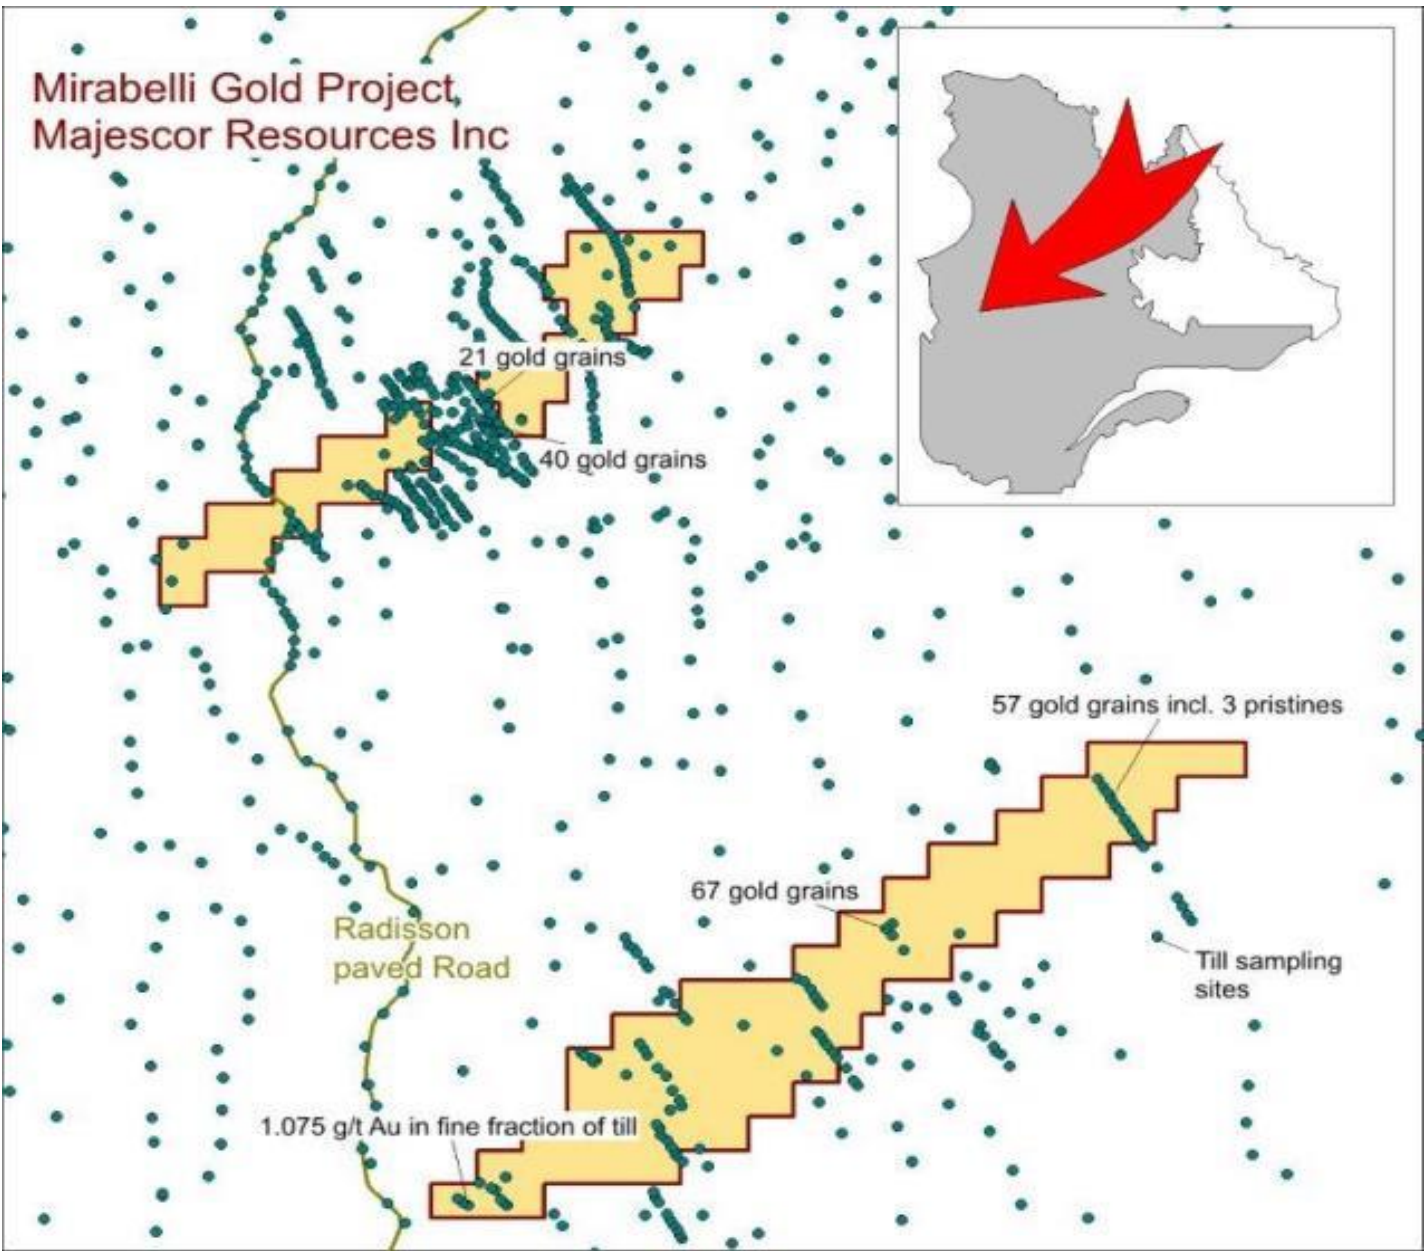 Mirabelli Gold Project,
Majescor Resources Inc
21 gold grains
40 gold grains
57 gold grains incl. 3 pristines
67 gold grains
Radisson
paved Road
Till sampling
sites
1.075 g/t Au in fine fraction of till